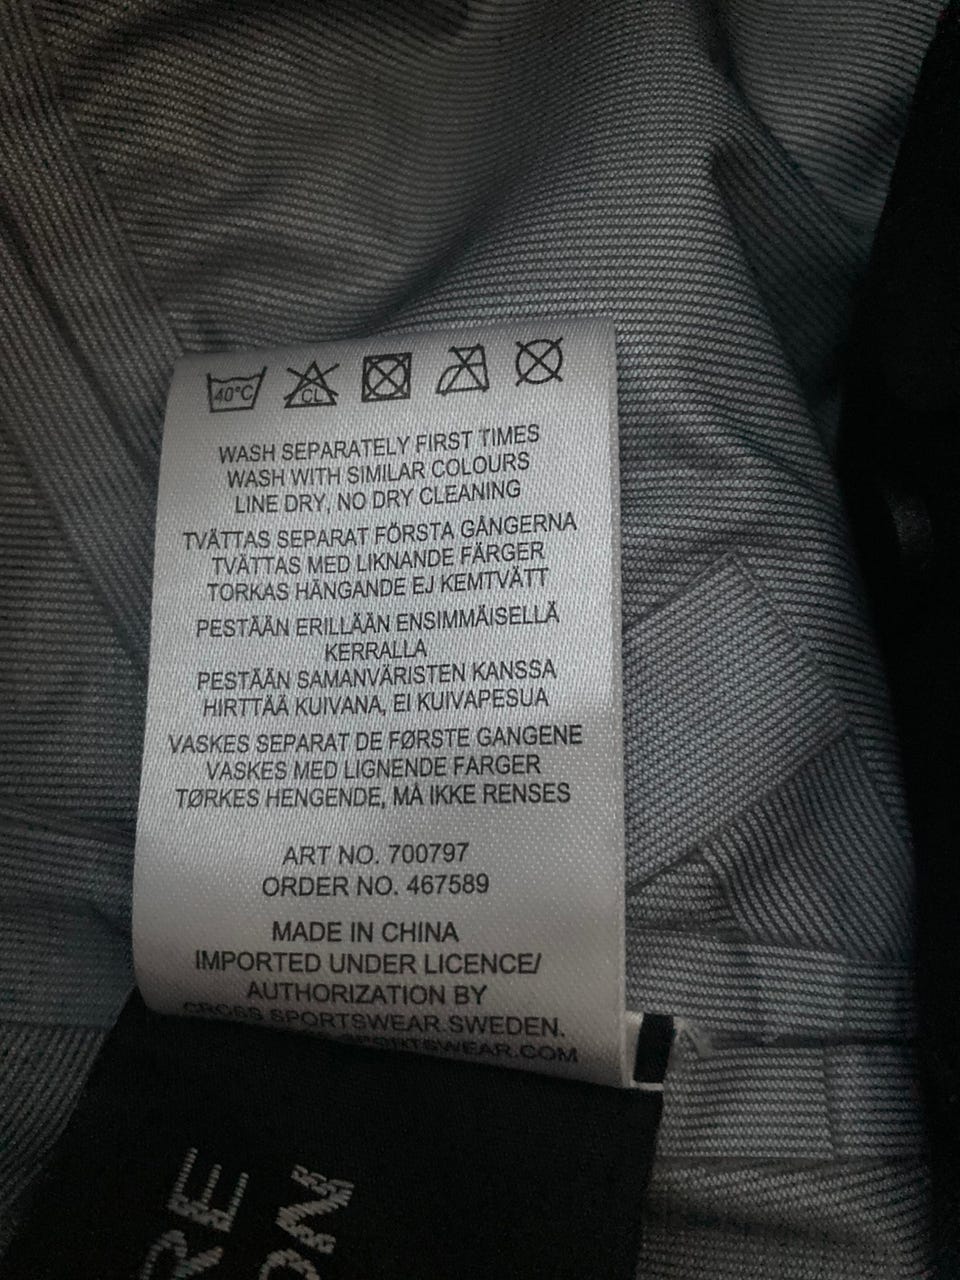 40°C
CL
WASH SEPARATELY FIRST TIMES
WASH WITH SIMILAR COLOURS
LINE DRY, NO DRY CLEANING
TVÄTTAS SEPARAT FÖRSTA GÅNGERNA
TVÄTTAS MED LIKNANDE FÄRGER
TORKAS HÄNGANDE EJ KEMTVÄTT
PESTÄÄN ERILLÄÄN ENSIMMÄISELLÄ
KERRALLA
PESTÄÄN SAMANVÄRISTEN KANSSA
HIRTTÄÄ KUIVANA, EI KUIVAPESUA
VASKES SEPARAT DE FØRSTE GANGENE
VASKES MED LIGNENDE FARGER
TØRKES HENGENDE, MÅ IKKE RENSES
ART NO. 700797
ORDER NO. 467589
MADE IN CHINA
IMPORTED UNDER LICENCE/
AUTHORIZATION BY
CROSS SPORTSWEAR.SWEDEN.